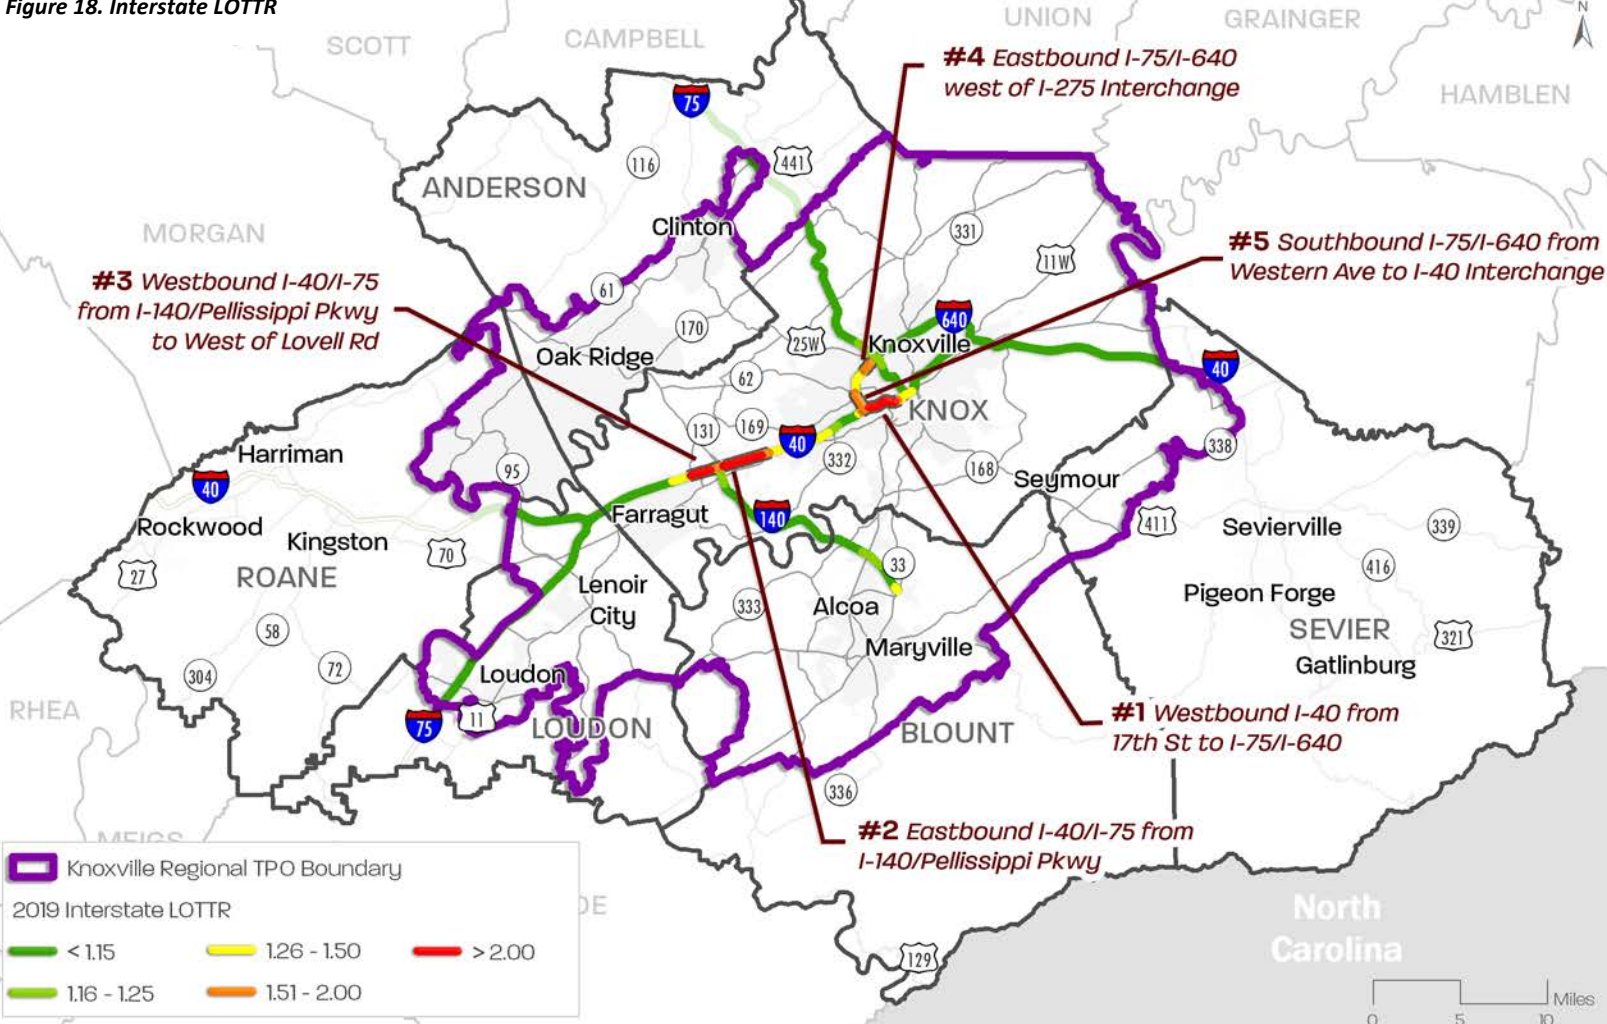 Figure 18. Interstate LOTTR
N
UNION
GRAINGER
SCOTT
CAMPBELL
HAMBLEN
#4 Eastbound I-75/I-640
west of I-275 Interchange
75
116
441
ANDERSON
MORGAN
Clinton
331
11W
#5 Southbound I-75/I-640 from
Western Ave to I-40 Interchange
#3 Westbound I-40/I-75
from I-140/Pellissippi Pkwy
to West of Lovell Rd
61
170
640
25W
Knoxville
Oak Ridge
40
62
KNOX
131
169
40
332
338
Harriman
95
168
Seymour
40
Rockwood
Farragut
140
411
Sevierville
339
Kingston
70
33
416
27
ROANE
Lenoir
City
333
Alcoa
Pigeon Forge
SEVIER
321
58
Maryville
Gatlinburg
72
304
Loudon
RHEA
75
11
LOUDON
BLOUNT
#1 Westbound I-40 from
17th St to I-75/I-640
336
#2 Eastbound I-40/I-75 from
I-140/Pellissippi Pkwy
MEIGS
Knoxville Regional TPO Boundary
2019 Interstate LOTTR
< 1.15
1.26 - 1.50
> 2.00
1.16 - 1.25
1.51 - 2.00
North
Carolina
129
Miles
0 5 10